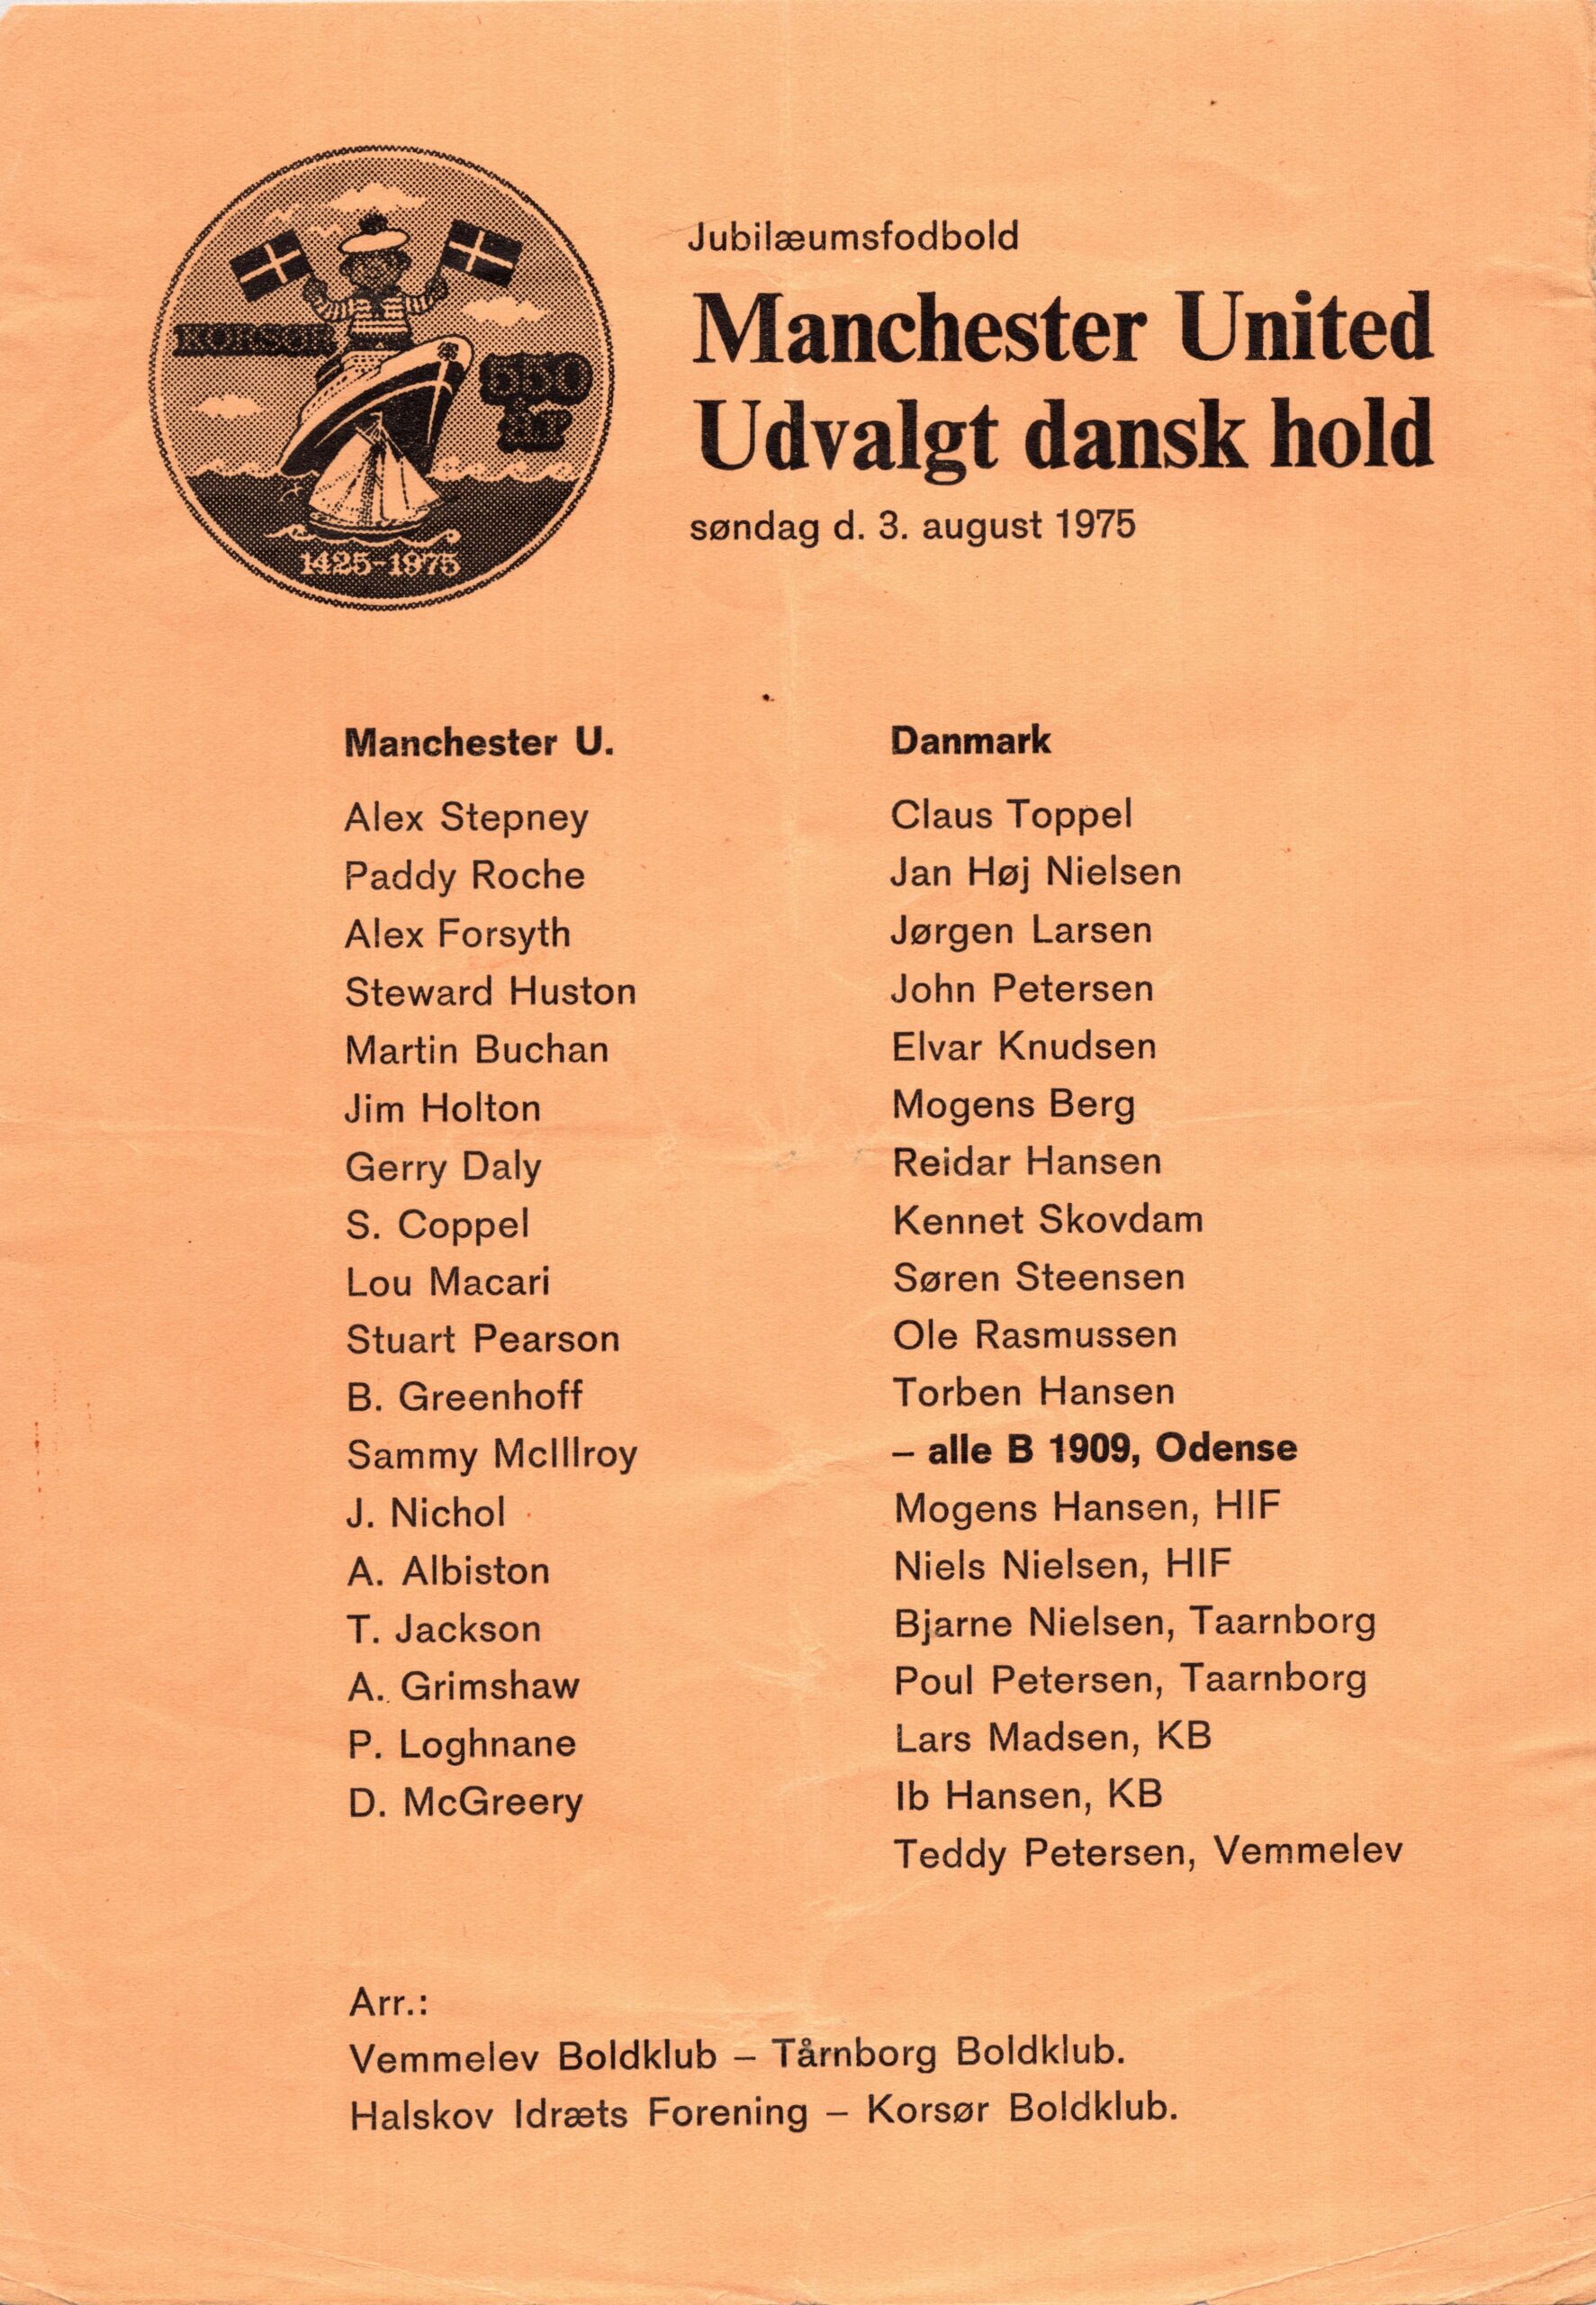 KORSØR
550
år
1425-1975
Jubilæumsfodbold
Manchester United
Udvalgt dansk hold
søndag d. 3. august 1975
Manchester U.
Alex Stepney
Paddy Roche
Alex Forsyth
Steward Huston
Martin Buchan
Jim Holton
Gerry Daly
S. Coppel
Lou Macari
Stuart Pearson
B. Greenhoff
Sammy McIllroy
J. Nichol
A. Albiston
T. Jackson
A. Grimshaw
P. Loghnane
D. McGreery
Danmark
Claus Toppel
Jan Høj Nielsen
Jørgen Larsen
John Petersen
Elvar Knudsen
Mogens Berg
Reidar Hansen
Kennet Skovdam
Søren Steensen
Ole Rasmussen
Torben Hansen
– alle B 1909, Odense
Mogens Hansen, HIF
Niels Nielsen, HIF
Bjarne Nielsen, Taarnborg
Poul Petersen, Taarnborg
Lars Madsen, KB
Ib Hansen, KB
Teddy Petersen, Vemmelev
Arr.:
Vemmelev Boldklub – Tårnborg Boldklub.
Halskov Idræts Forening – Korsør Boldklub.